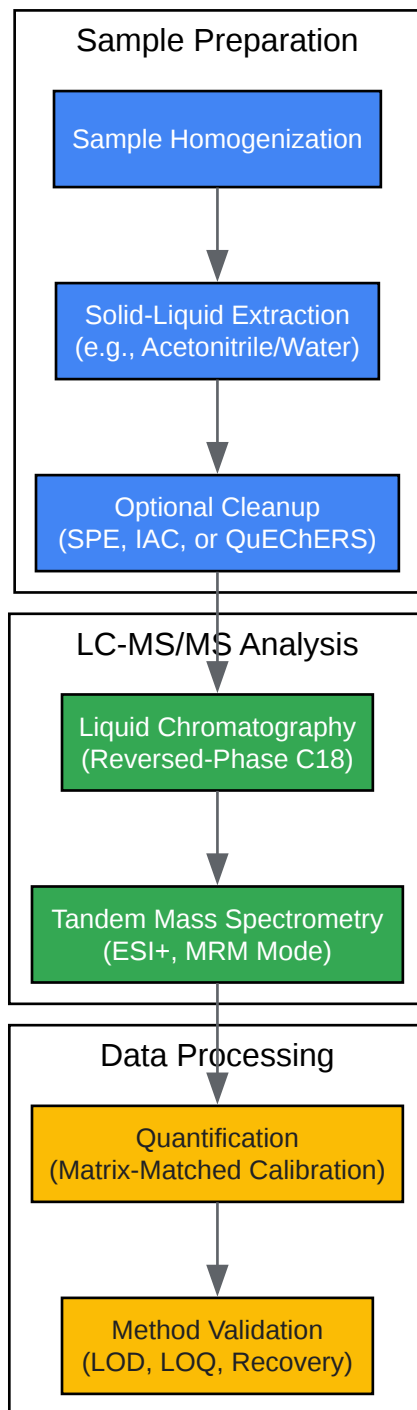 Sample Preparation
Sample Homogenization
Solid-Liquid Extraction
(e.g., Acetonitrile/Water)
Optional Cleanup
(SPE, IAC, or QuEChERS)
LC-MS/MS Analysis
Liquid Chromatography
(Reversed-Phase C18)
Tandem Mass Spectrometry
(ESI+, MRM Mode)
Data Processing
Quantification
(Matrix-Matched Calibration)
Method Validation
(LOD, LOQ, Recovery)